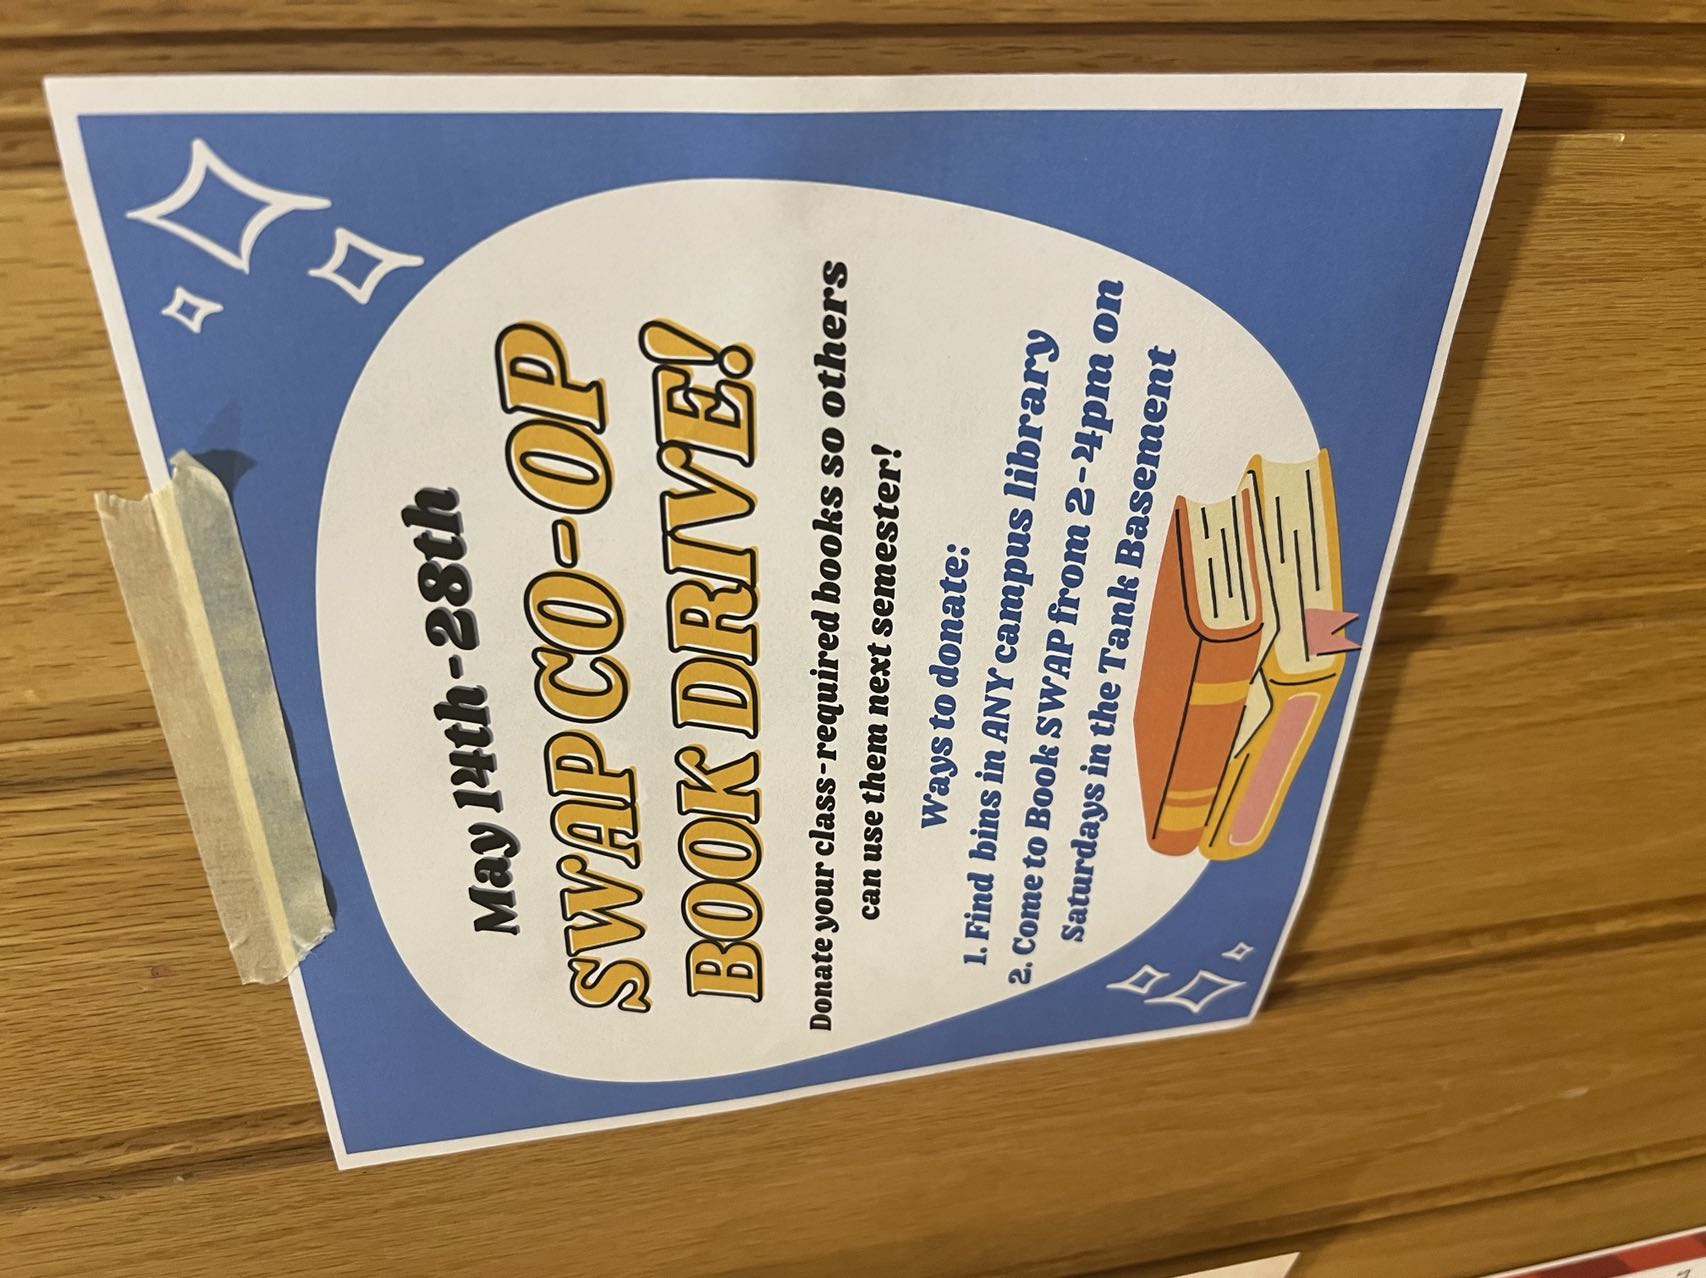 May 14th-28th
SWAP CO-OP
BOOK DRIVE!
Donate your class-required books so others
can use them next semester!
Ways to donate:
1. Find bins in ANY campus library
2. Come to Book SWAP from 2-4pm on
Saturdays in the Tank Basement